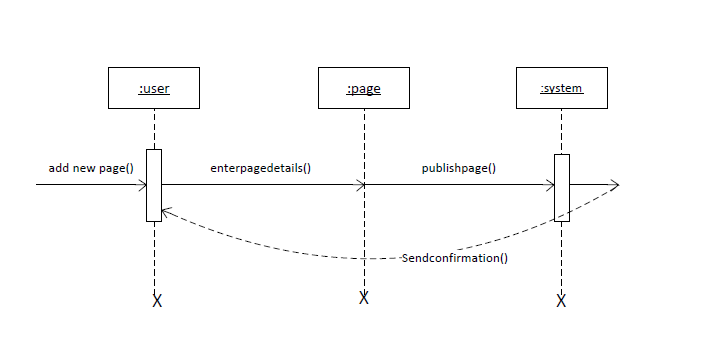 :user
:page
:system
add new page()
enterpagedetails()
publishpage()
Sendconfirmation()
X
X
X